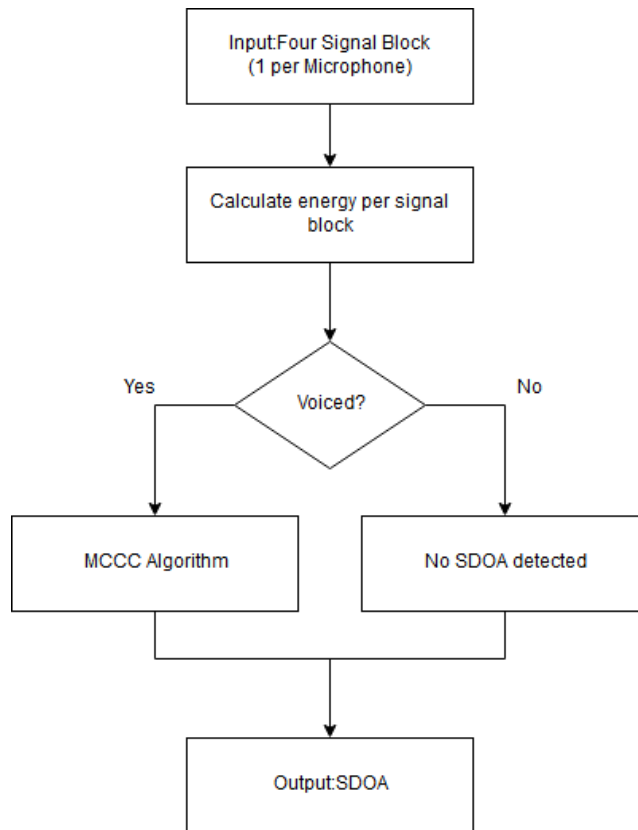 Input:Four Signal Block
(1 per Microphone)
Calculate energy per signal
block
Yes
No
Voiced?
MCCC Algorithm
No SDOA detected
Output:SDOA